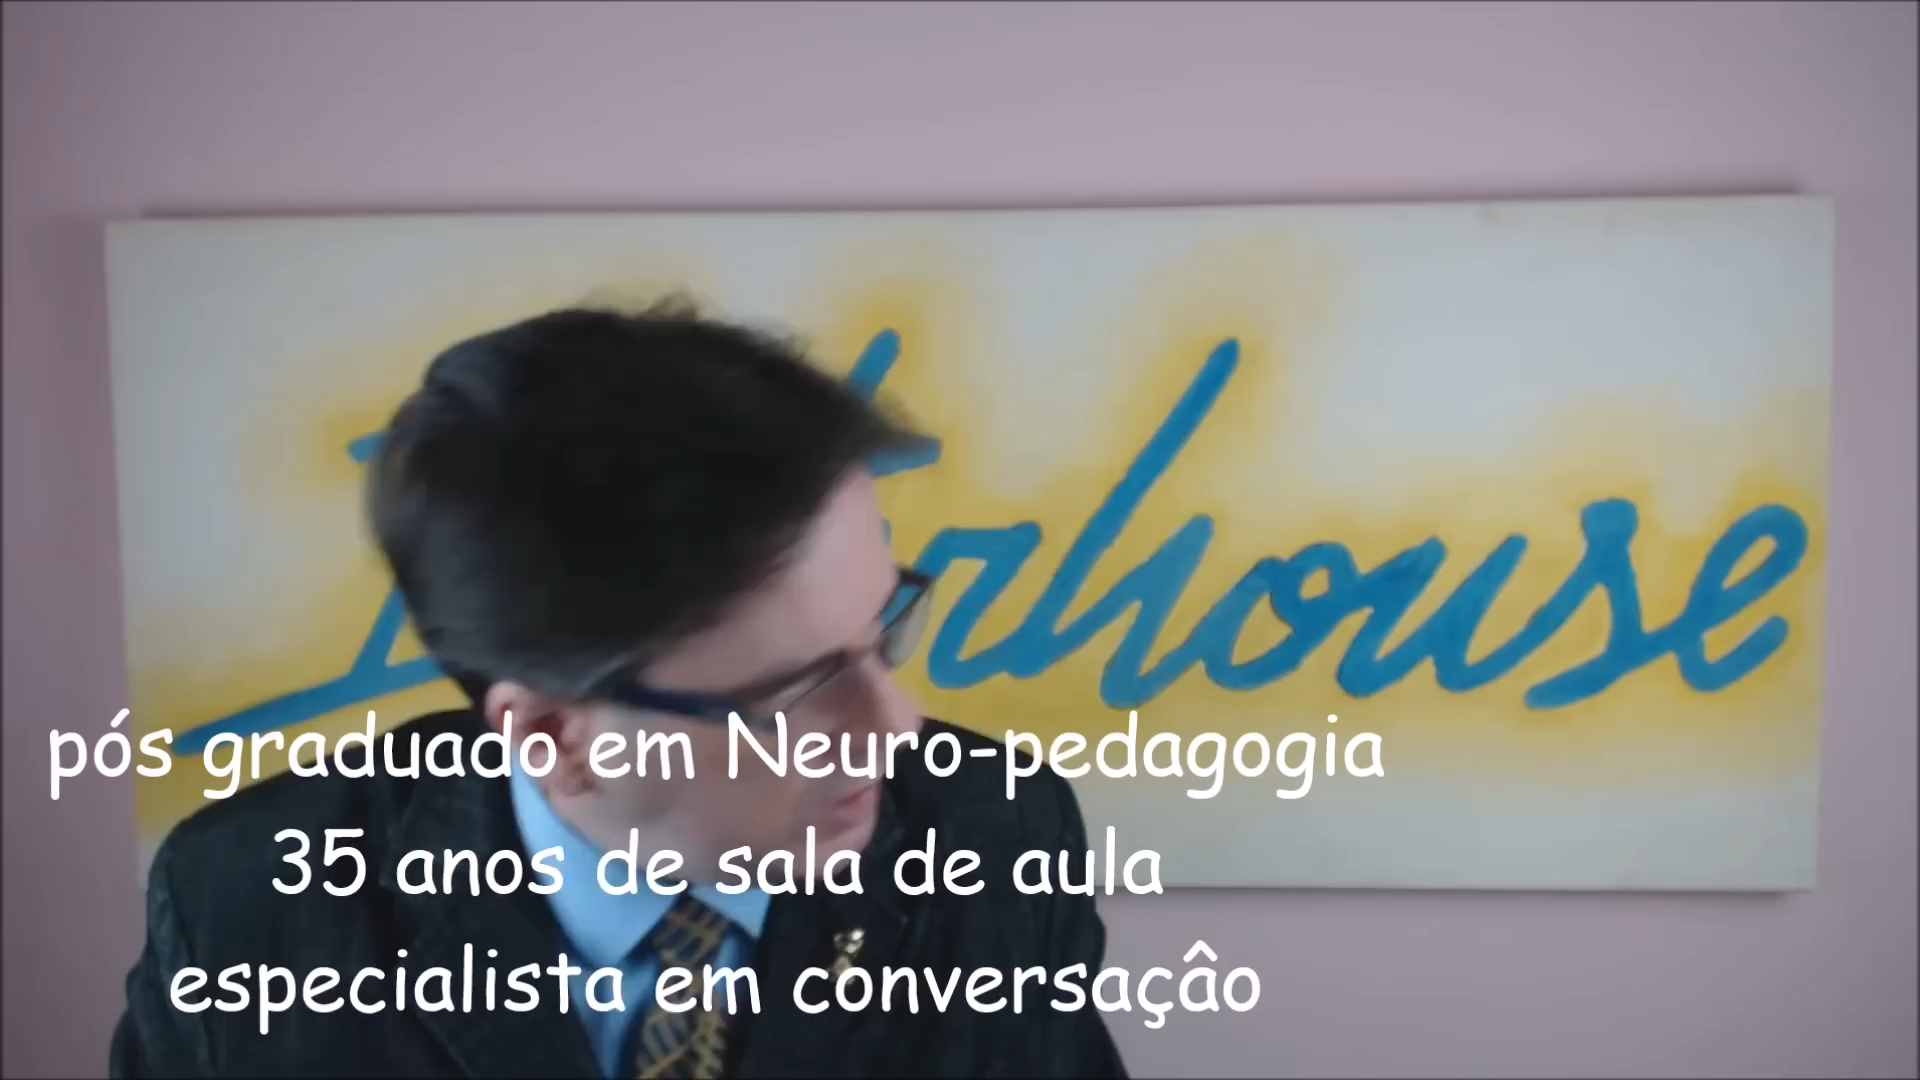 pós graduado em Neuro-pedagogia
35 anos de sala de aula
especialista em conversaçâo